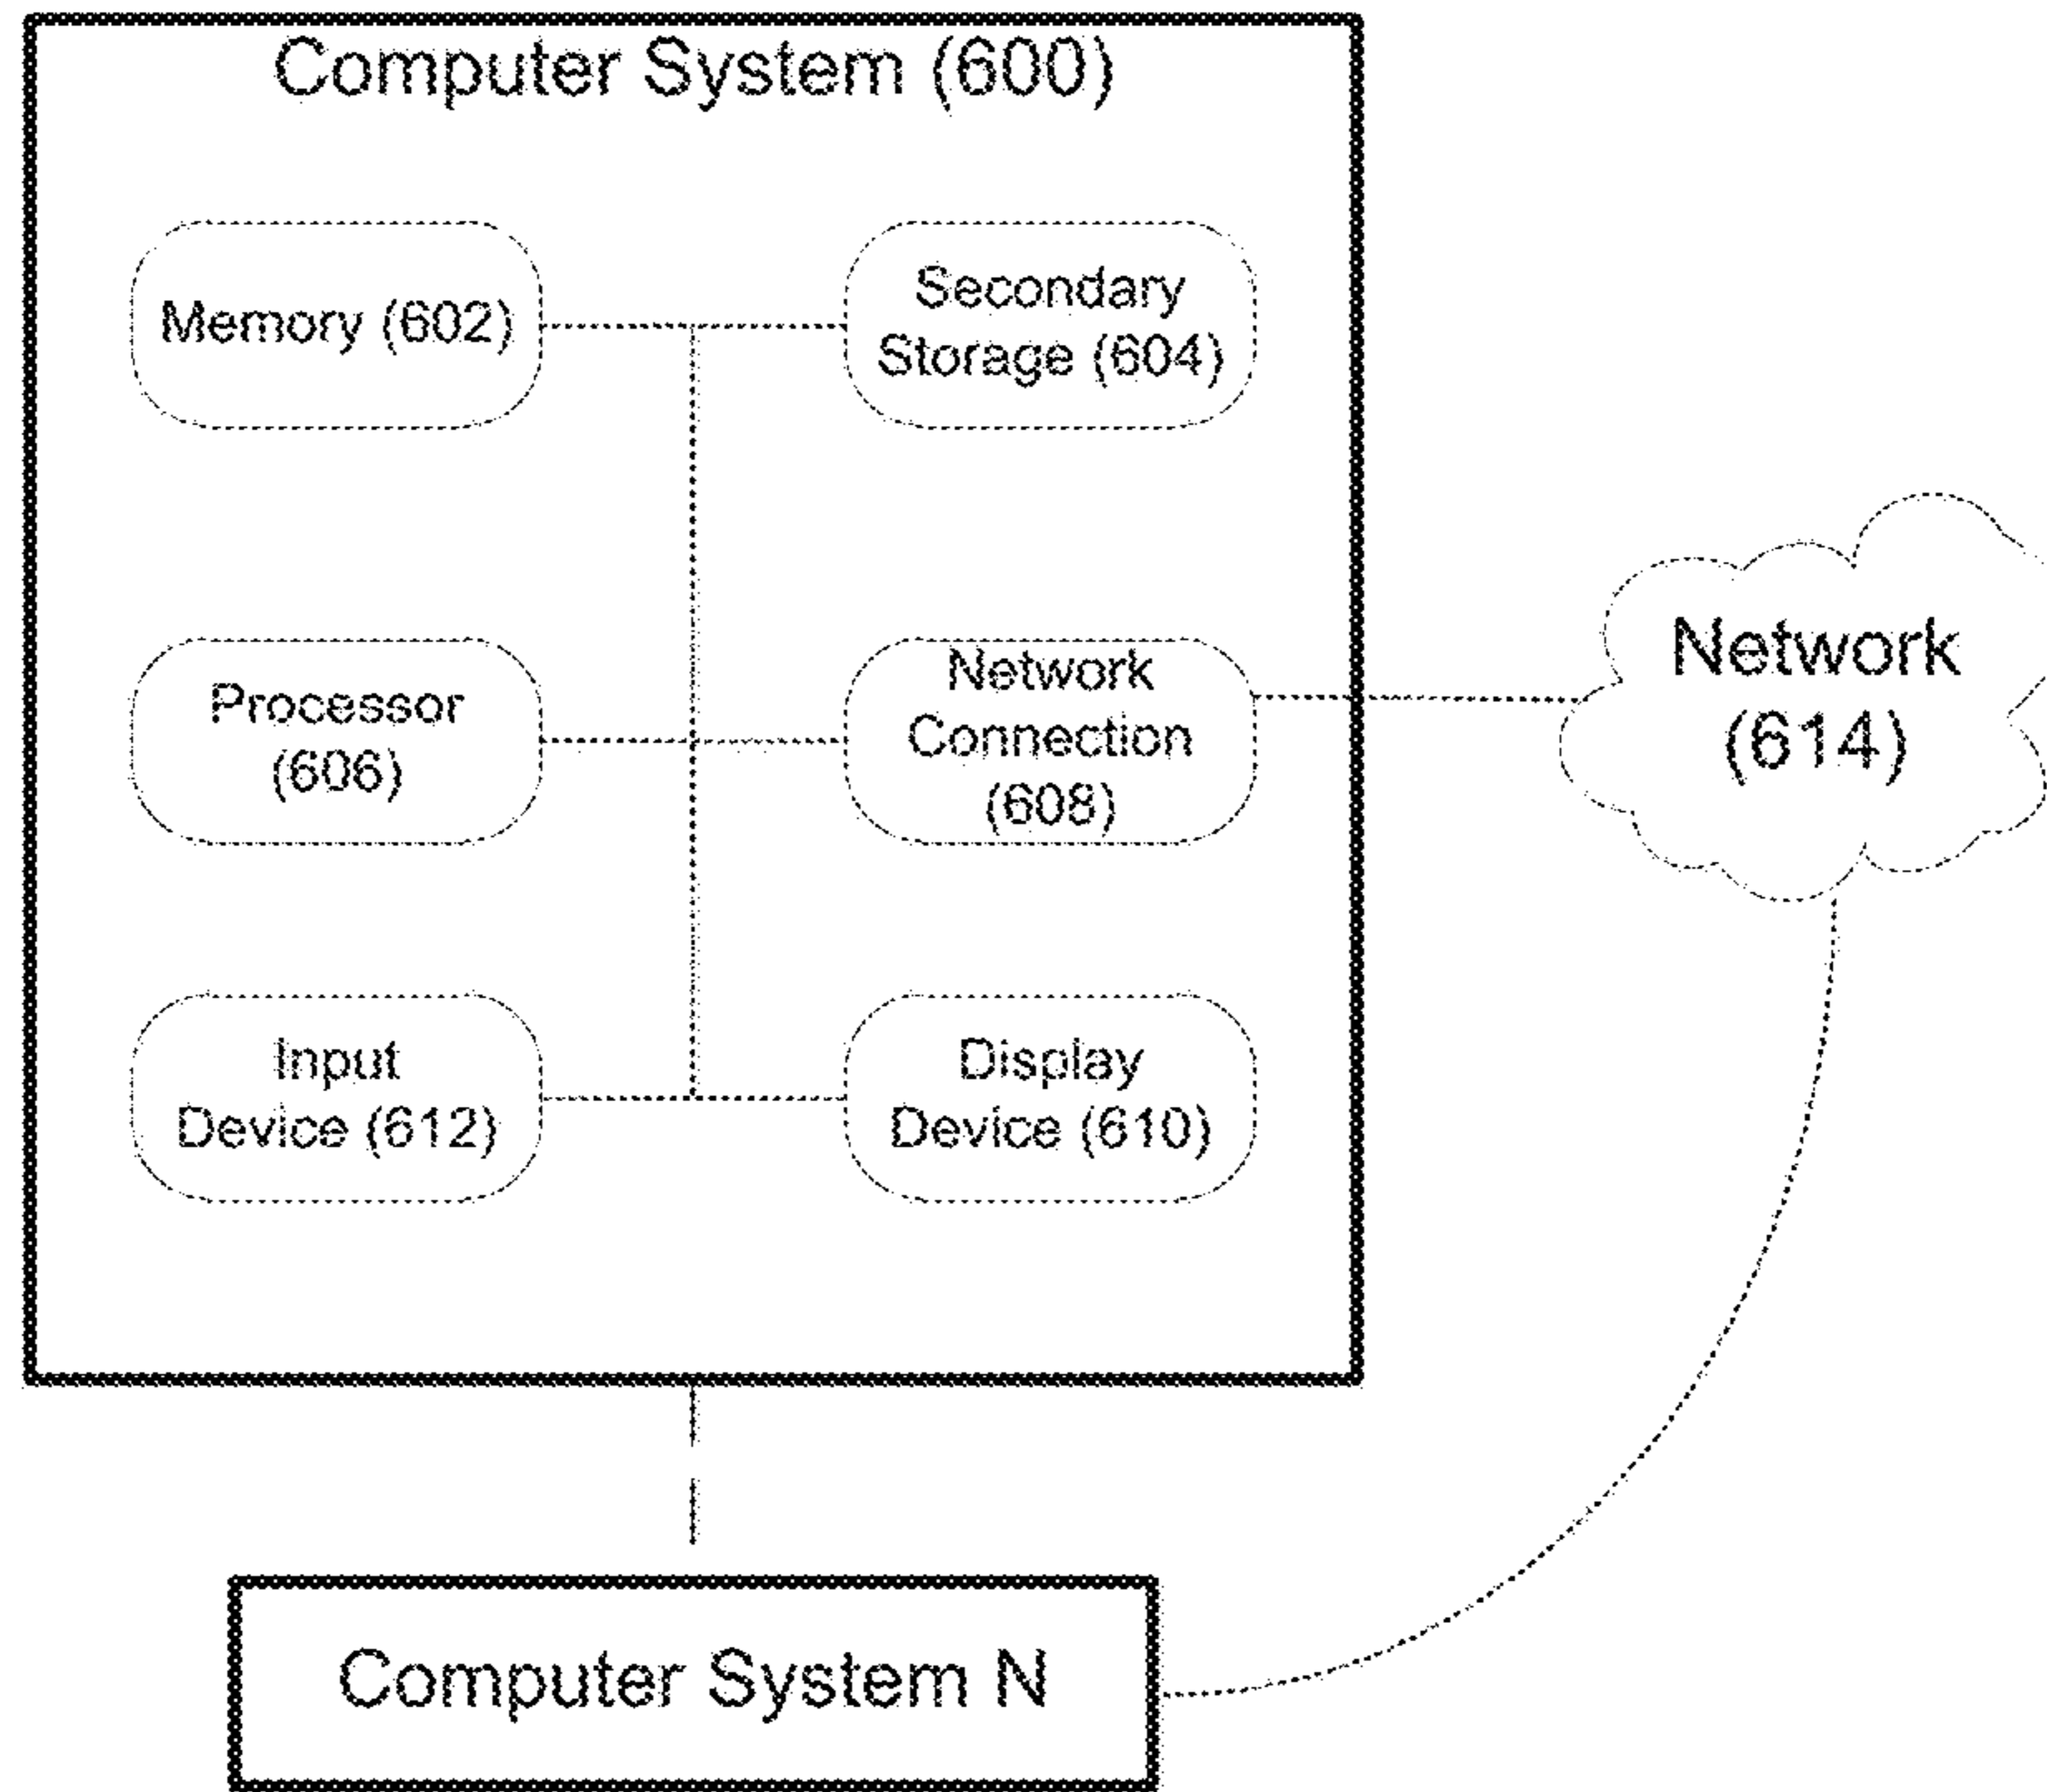 Computer System (600)
Memory (602)
Secondary
Storage (604)
Processor
(606)
Network
Connection
(608)
Network
(614)
Input
Device (612)
Display
Device (610)
Computer System N